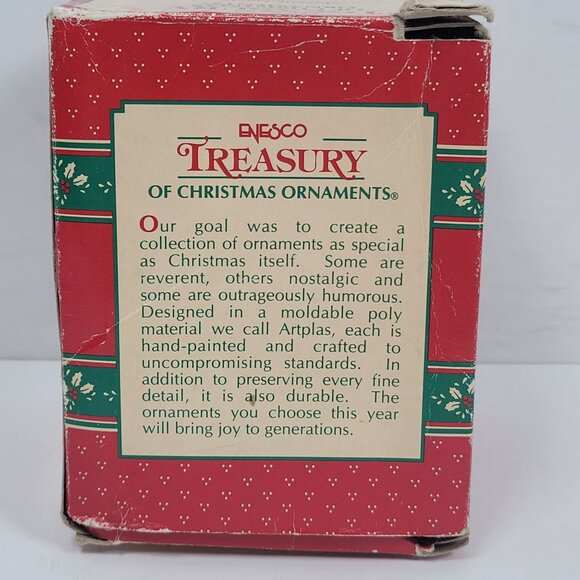 ENESCO
TREASURY
OF CHRISTMAS ORNAMENTS®
Our goal was to create a
collection of ornaments as special
as Christmas itself. Some are
reverent, others nostalgic and
some are outrageously humorous.
Designed in a moldable poly
material we call Artplas, each is
hand-painted and crafted to
uncompromising standards. In
addition to preserving every fine
detail, it is also durable. The
ornaments you choose this year
will bring joy to generations.